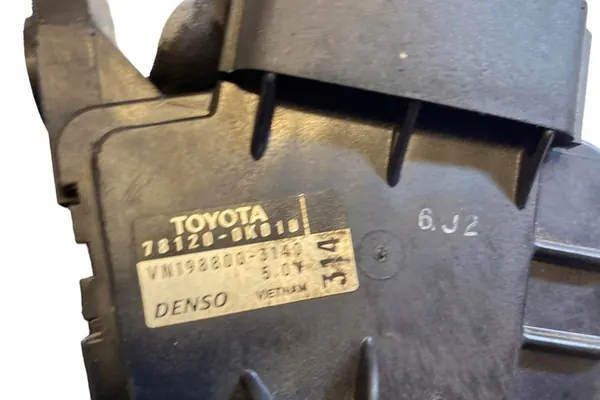 TOYOTA
78120-0K010
VN198800-3140
5.0V
314
DENSO VIETNAM
6.J2